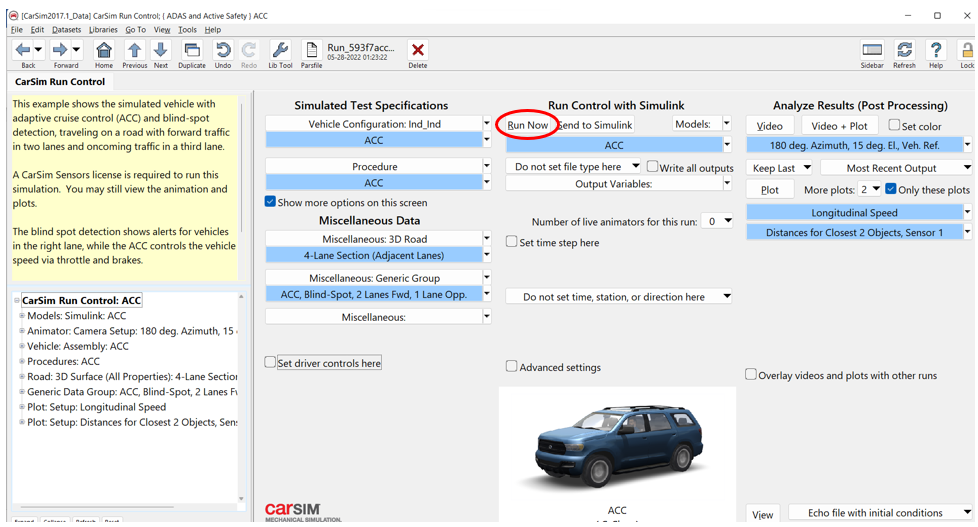 [CarSim2017.1_Data] CarSim Run Control; { ADAS and Active Safety } ACC
File Edit Datasets Libraries Go To View Tools Help
Back Forward Home Previous Next Duplicate Undo Redo Lib Tool Parsfile
Run_593f7acc...
05-28-2022 01:23:22
Delete Sidebar Refresh Help Lock
CarSim Run Control
This example shows the simulated vehicle with
adaptive cruise control (ACC) and blind-spot
detection, traveling on a road with forward traffic
in two lanes and oncoming traffic in a third lane.
A CarSim Sensors license is required to run this
simulation. You may still view the animation and
plots.
The blind spot detection shows alerts for vehicles
in the right lane, while the ACC controls the vehicle
speed via throttle and brakes.
CarSim Run Control: ACC
Models: Simulink: ACC
Animator: Camera Setup: 180 deg. Azimuth, 15
Vehicle: Assembly: ACC
Procedures: ACC
Road: 3D Surface (All Properties): 4-Lane Section
Generic Data Group: ACC, Blind-Spot, 2 Lanes F
Plot: Setup: Longitudinal Speed
Plot: Setup: Distances for Closest 2 Objects, Sens
Expand Collapse Refresh Reset
Simulated Test Specifications
Vehicle Configuration: Ind_Ind
ACC
Procedure
ACC
Show more options on this screen
Miscellaneous Data
Miscellaneous: 3D Road
4-Lane Section (Adjacent Lanes)
Miscellaneous: Generic Group
ACC, Blind-Spot, 2 Lanes Fwd, 1 Lane Opp.
Miscellaneous:
Set driver controls here
carSIM
MECHANICAL SIMULATION.
Run Control with Simulink
Run Now Send to Simulink Models:
ACC
Do not set file type here Write all outputs
Output Variables:
Number of live animators for this run: 0
Set time step here
Do not set time, station, or direction here
Advanced settings
ACC
Analyze Results (Post Processing)
Video Video + Plot Set color
180 deg. Azimuth, 15 deg. El., Veh. Ref.
Keep Last Most Recent Output
Plot More plots: 2 Only these plots
Longitudinal Speed
Distances for Closest 2 Objects, Sensor 1
Overlay videos and plots with other runs
View Echo file with initial conditions